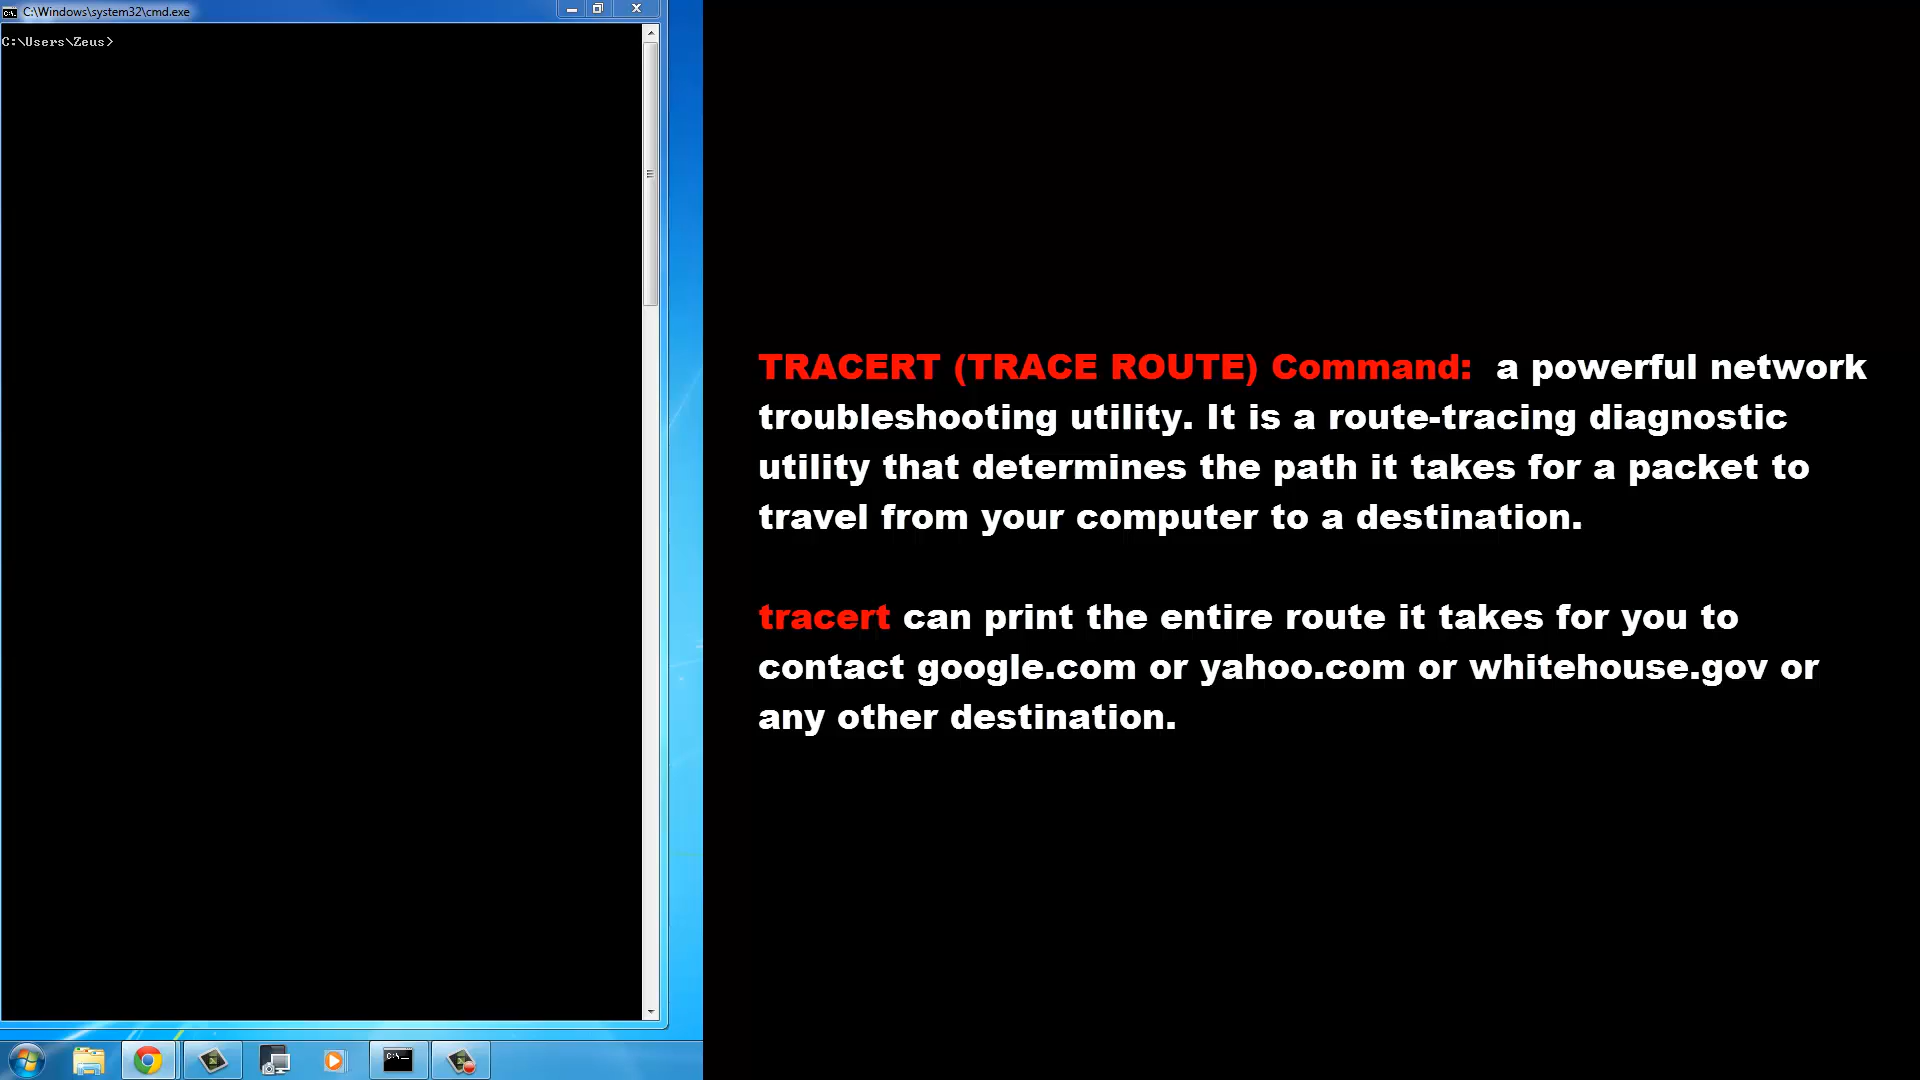 C:\Windows\system32\cmd.exe
C:\Users\Zeus>
TRACERT (TRACE ROUTE) Command: a powerful network
troubleshooting utility. It is a route-tracing diagnostic
utility that determines the path it takes for a packet to
travel from your computer to a destination.
tracert can print the entire route it takes for you to
contact google.com or yahoo.com or whitehouse.gov or
any other destination.